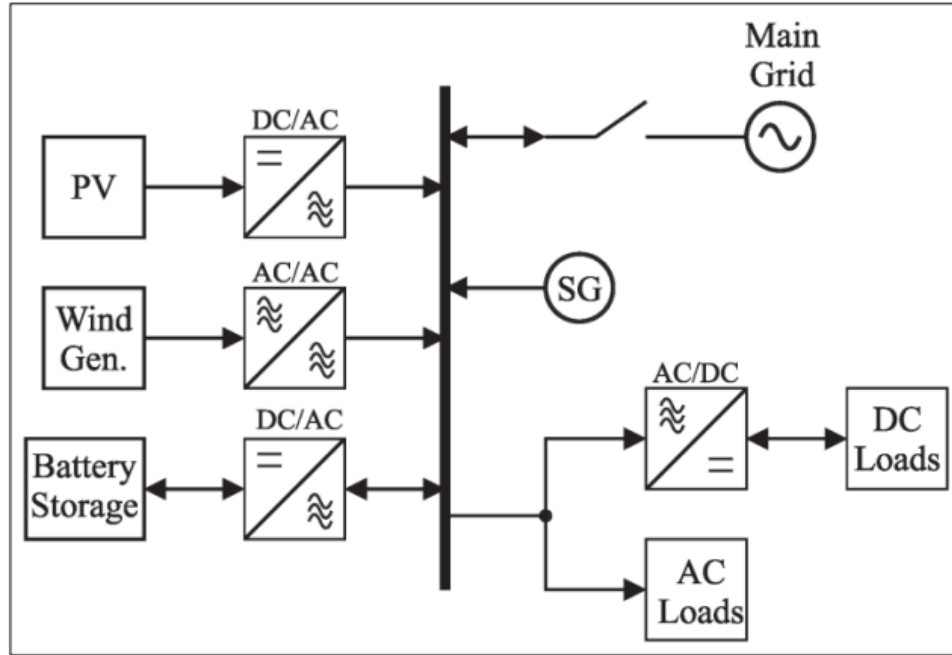 Main
Grid
DC/AC
PV
AC/AC
Wind
Gen.
SG
DC/AC
Battery
Storage
AC/DC
DC
Loads
AC
Loads